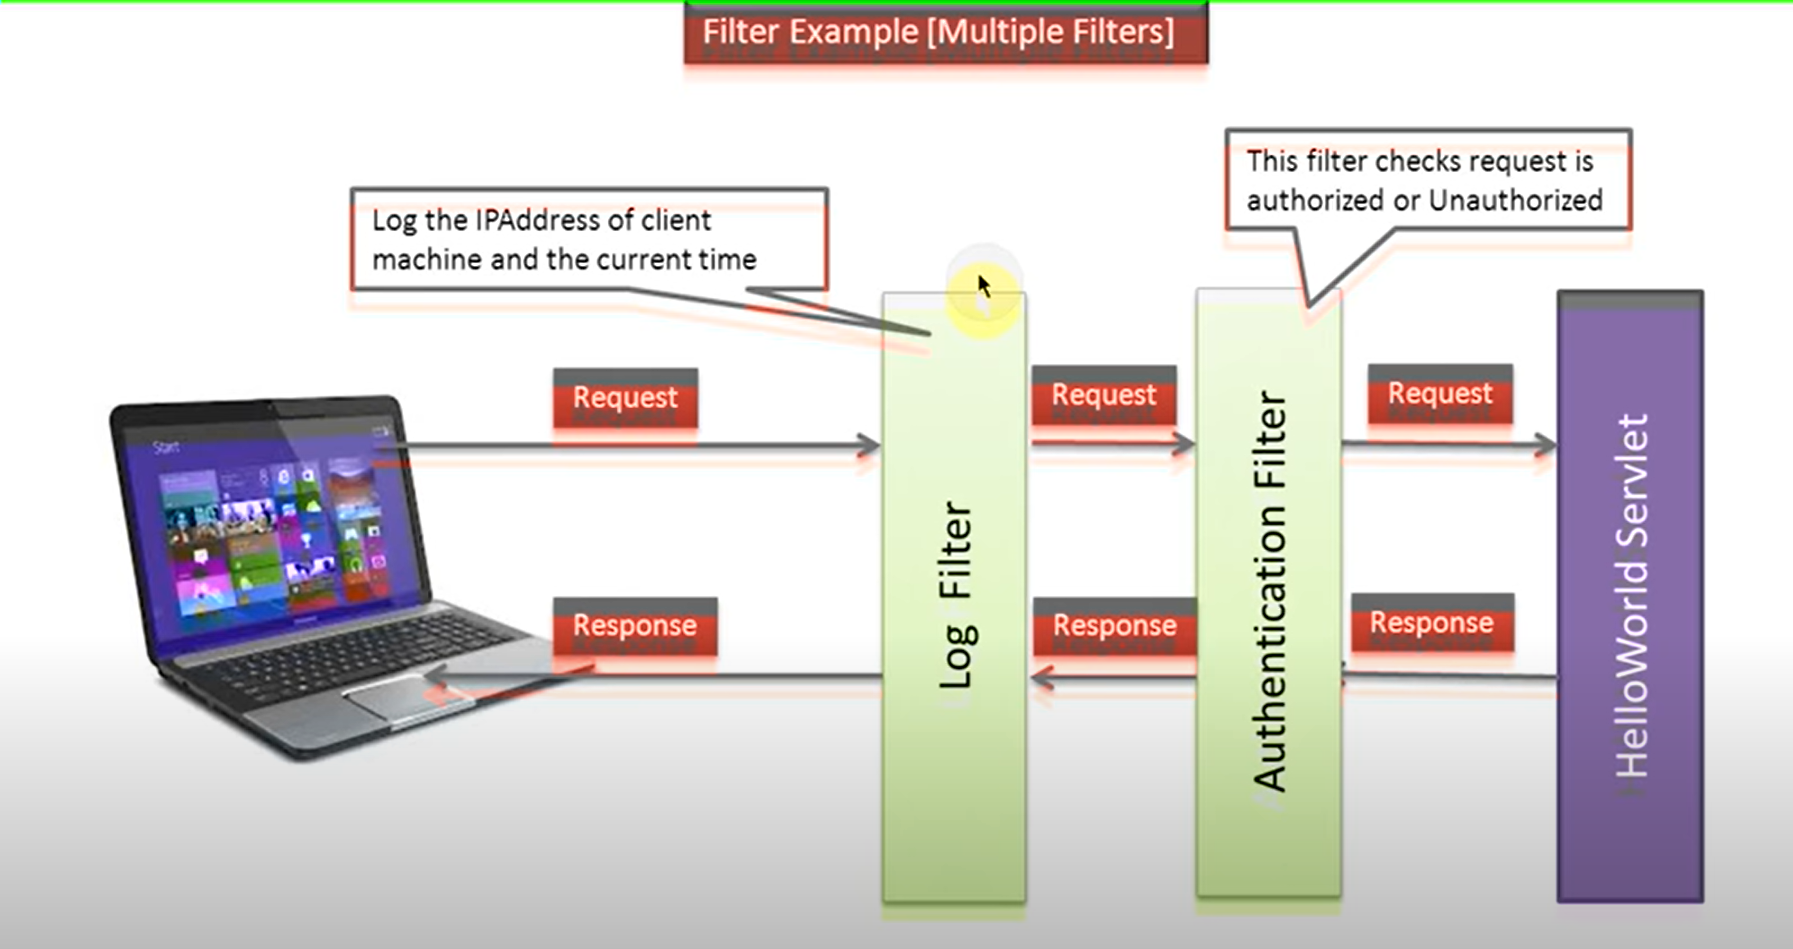 Filter Example [Multiple Filters]
This filter checks request is
authorized or Unauthorized
Log the IPAddress of client
machine and the current time
Request
Request
Request
Start
Log Filter
Authentication Filter
HelloWorld Servlet
Response
Response
Response